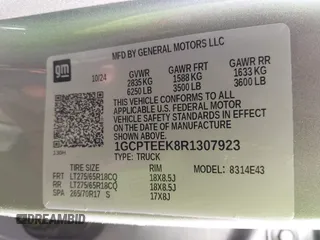 gm
MFD BY GENERAL MOTORS LLC
10/24 GVWR GAWR FRT GAWR RR
2835 KG 1588 KG 1633 KG
6250 LB 3500 LB 3600 LB
THIS VEHICLE CONFORMS TO ALL
APPLICABLE U.S. FEDERAL MOTOR
VEHICLE SAFETY STANDARDS IN EFFECT
ON THE DATE OF MANUFACTURE
SHOWN ABOVE.
1GCPTEEK8R1307923
TYPE: TRUCK
TIRE SIZE RIM MODEL: 8314E43
FRT LT275/65R18CQ 18X8.5J
RR LT275/65R18CQ 18X8.5J
SPA 265/70R17 S 17X8J
DREAMBID